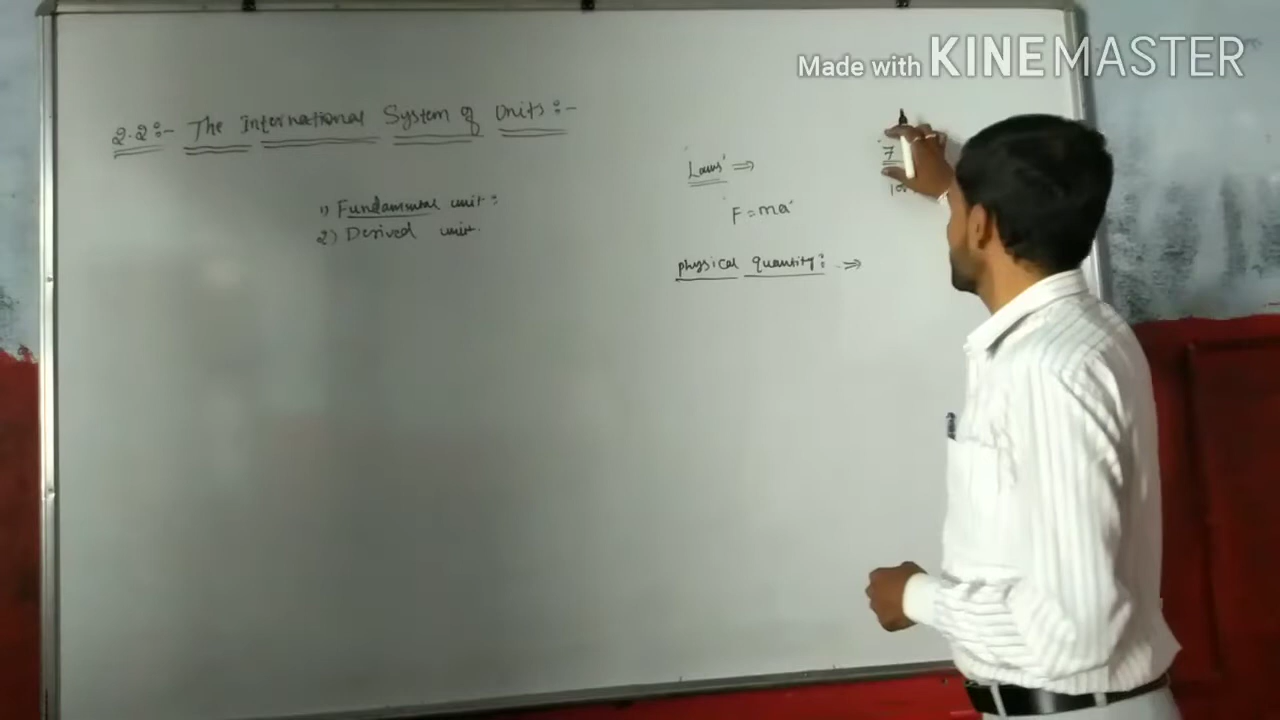 Made with KINEMASTER
2.2:- The International System of Units:-
1) Fundamental unit:
2) Derived unit.
'Laws' ⇒
'F = ma'
physical quantity: ⇒
7